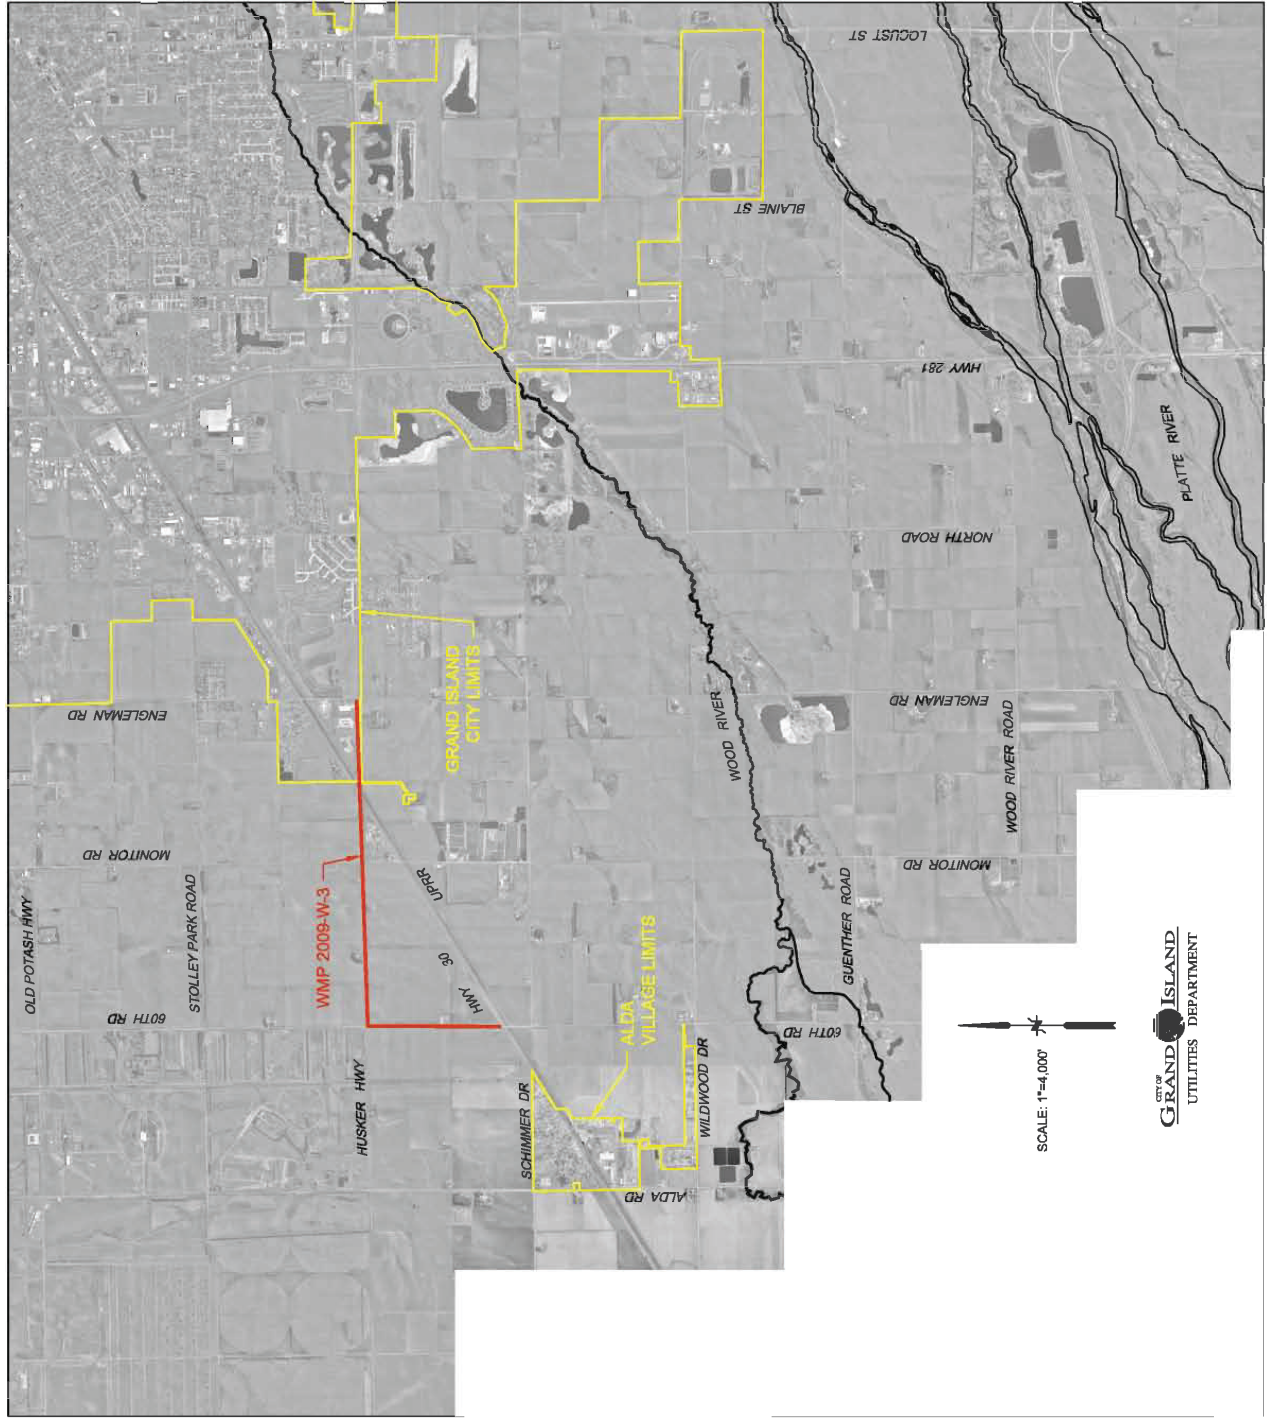 LOCUST ST
BLAINE ST
HWY 281
PLATTE RIVER
NORTH ROAD
ENGLEMAN RD
GRAND ISLAND
CITY LIMITS
WOOD RIVER
ENGLEMAN RD
WOOD RIVER ROAD
MONITOR RD
WMP 2009-W-3
UPRR
MONITOR RD
OLD POTASH HWY
STOLLEY PARK ROAD
GUENTHER ROAD
HWY 30
60TH RD
ALDA
VILLAGE LIMITS
60TH RD
HUSKER HWY
SCHIMMER DR
WILDWOOD DR
ALDA RD
SCALE: 1"=4,000'
N
CITY OF
GRAND ISLAND
UTILITIES DEPARTMENT